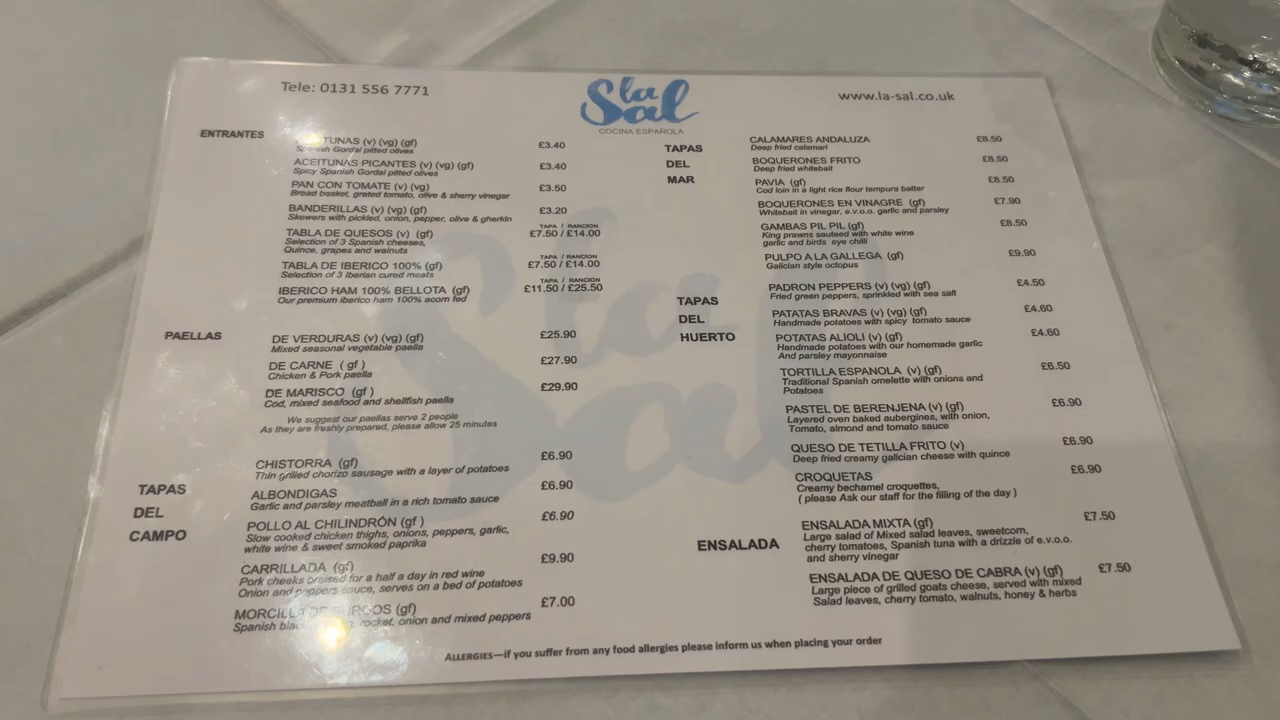 Tele: 0131 556 7771
la
Sal
COCINA ESPAÑOLA
www.la-sal.co.uk
ENTRANTES
(v) (vg) (gf) £3.40
Spanish Gordal pitted olives
ACEITUNAS PICANTES (v) (vg) (gf) £3.40
Spicy Spanish Gordal pitted olives
PAN CON TOMATE (v) (vg) £3.50
Bread basket, grated tomato, olive & sherry vinegar
BANDERILLAS (v) (vg) (gf) £3.20
Skewers with pickled, onion, pepper, olive & gherkin
TAPA / RANCION
TABLA DE QUESOS (v) (gf) £7.50 / £14.00
Selection of 3 Spanish cheeses,
Quince, grapes and walnuts
TAPA / RANCION
TABLA DE IBERICO 100% (gf) £7.50 / £14.00
Selection of 3 Iberian cured meats
TAPA / RANCION
IBERICO HAM 100% BELLOTA (gf) £11.50 / £25.50
Our premium iberico ham 100% acorn fed
PAELLAS
DE VERDURAS (v) (vg) (gf) £25.90
Mixed seasonal vegetable paella
DE CARNE ( gf ) £27.90
Chicken & Pork paella
DE MARISCO (gf ) £29.90
Cod, mixed seafood and shellfish paella
We suggest our paellas serve 2 people
As they are freshly prepared, please allow 25 minutes
TAPAS
DEL
CAMPO
CHISTORRA (gf) £6.90
Thin grilled chorizo sausage with a layer of potatoes
ALBONDIGAS £6.90
Garlic and parsley meatball in a rich tomato sauce
POLLO AL CHILINDRÓN (gf ) £6.90
Slow cooked chicken thighs, onions, peppers, garlic,
white wine & sweet smoked paprika
CARRILLADA (gf) £9.90
Pork cheeks braised for a half a day in red wine
Onion and peppers sauce, serves on a bed of potatoes
MORCILLA DE BURGOS (gf) £7.00
Spanish rocket, onion and mixed peppers
TAPAS
DEL
MAR
CALAMARES ANDALUZA £8.50
Deep fried calamari
BOQUERONES FRITO £8.50
Deep fried whitebait
PAVIA (gf) £8.50
Cod loin in a light rice flour tempura batter
BOQUERONES EN VINAGRE (gf) £7.90
Whitebait in vinegar, e.v.o.o. garlic and parsley
GAMBAS PIL PIL (gf) £8.50
King prawns sauteed with white wine
garlic and birds eye chilli
PULPO A LA GALLEGA (gf) £9.90
Galician style octopus
TAPAS
DEL
HUERTO
PADRON PEPPERS (v) (vg) (gf) £4.50
Fried green peppers, sprinkled with sea salt
PATATAS BRAVAS (v) (vg) (gf) £4.60
Handmade potatoes with spicy tomato sauce
POTATAS ALIOLI (v) (gf) £4.60
Handmade potatoes with our homemade garlic
And parsley mayonnaise
TORTILLA ESPANOLA (v) (gf) £6.50
Traditional Spanish omelette with onions and
Potatoes
PASTEL DE BERENJENA (v) (gf) £6.90
Layered oven baked aubergines, with onion,
Tomato, almond and tomato sauce
QUESO DE TETILLA FRITO (v) £6.90
Deep fried creamy galician cheese with quince
CROQUETAS £6.90
Creamy bechamel croquettes,
( please Ask our staff for the filling of the day )
ENSALADA
ENSALADA MIXTA (gf) £7.50
Large salad of Mixed salad leaves, sweetcorn,
cherry tomatoes, Spanish tuna with a drizzle of e.v.o.o.
and sherry vinegar
ENSALADA DE QUESO DE CABRA (v) (gf) £7.50
Large piece of grilled goats cheese, served with mixed
Salad leaves, cherry tomato, walnuts, honey & herbs
ALLERGIES—if you suffer from any food allergies please inform us when placing your order